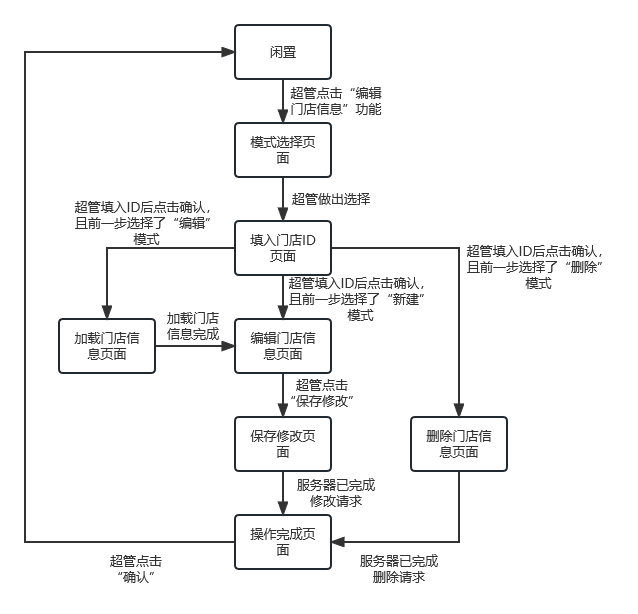 闲置
超管点击“编辑
门店信息”功能
模式选择页
面
超管做出选择
超管填入ID后点击确认，
且前一步选择了“编辑”
模式
填入门店ID
页面
超管填入ID后点击确认，
且前一步选择了“删除”
模式
超管填入ID后点击确认，
且前一步选择了“新建”
模式
加载门店信
息页面
加载门店
信息完成
编辑门店信
息页面
超管点击
“保存修改”
保存修改页
面
删除门店信
息页面
服务器已完成
修改请求
操作完成页
面
超管点击
“确认”
服务器已完成
删除请求